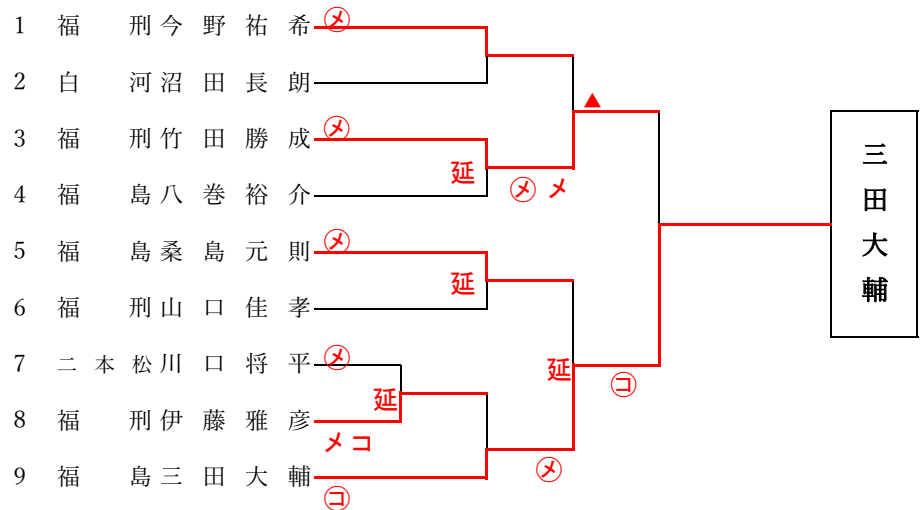 1 福 刑 今 野 祐 希 ㋱
2 白 河 沼 田 長 朗
▲
3 福 刑 竹 田 勝 成 ㋱
延
㋱ メ
4 福 島 八 巻 裕 介
5 福 島 桑 島 元 則 ㋱
延
6 福 刑 山 口 佳 孝
7 二 本 松 川 口 将 平 ㋱
延
延
㋙
8 福 刑 伊 藤 雅 彦
メ コ
9 福 島 三 田 大 輔
㋱
㋙
三
田
大
輔